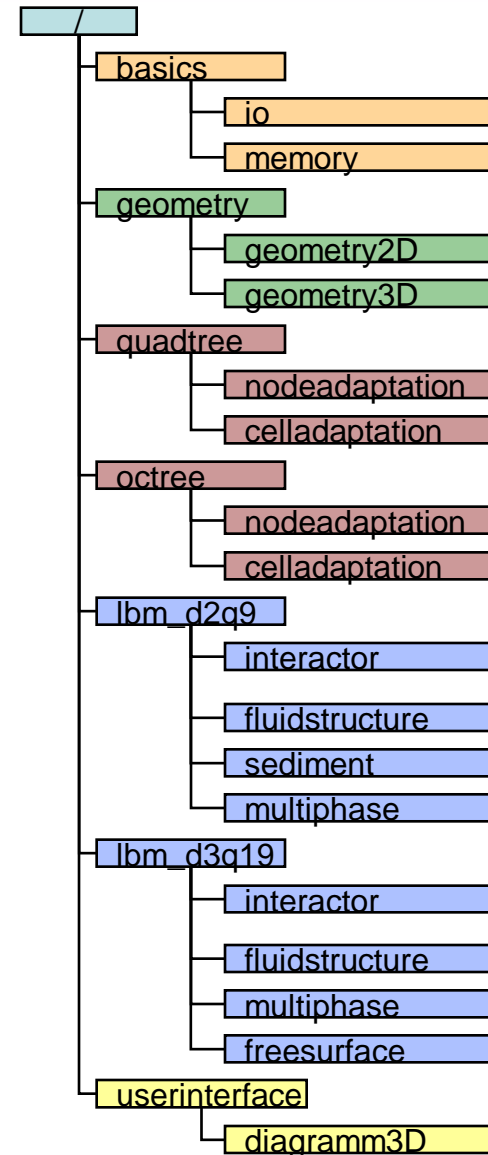 /
basics
io
memory
geometry
geometry2D
geometry3D
quadtree
nodeadaptation
celladaptation
octree
nodeadaptation
celladaptation
lbm_d2q9
interactor
fluidstructure
sediment
multiphase
lbm_d3q19
interactor
fluidstructure
multiphase
freesurface
userinterface
diagramm3D